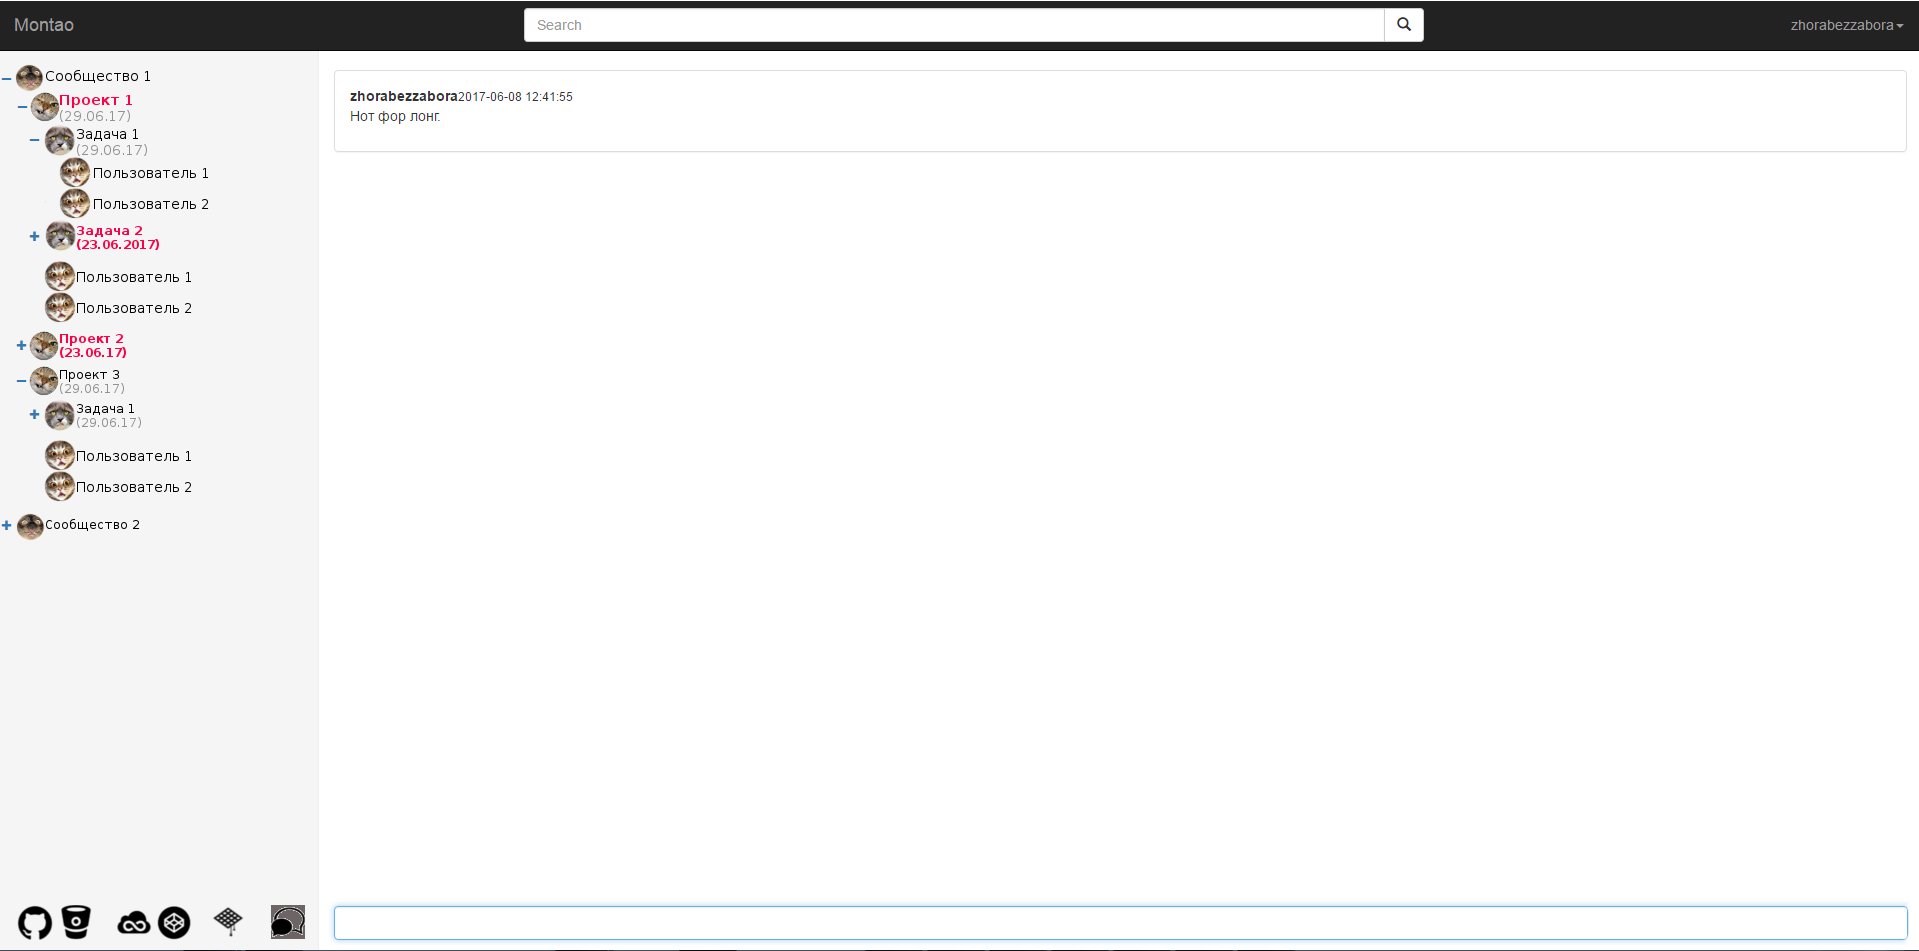 Montao
Search
zhorabezzabora
Сообщество 1
Проект 1
(29.06.17)
Задача 1
(29.06.17)
Пользователь 1
Пользователь 2
Задача 2
(23.06.2017)
Пользователь 1
Пользователь 2
Проект 2
(23.06.17)
Проект 3
(29.06.17)
Задача 1
(29.06.17)
Пользователь 1
Пользователь 2
Сообщество 2
zhorabezzabora2017-06-08 12:41:55
Нот фор лонг.